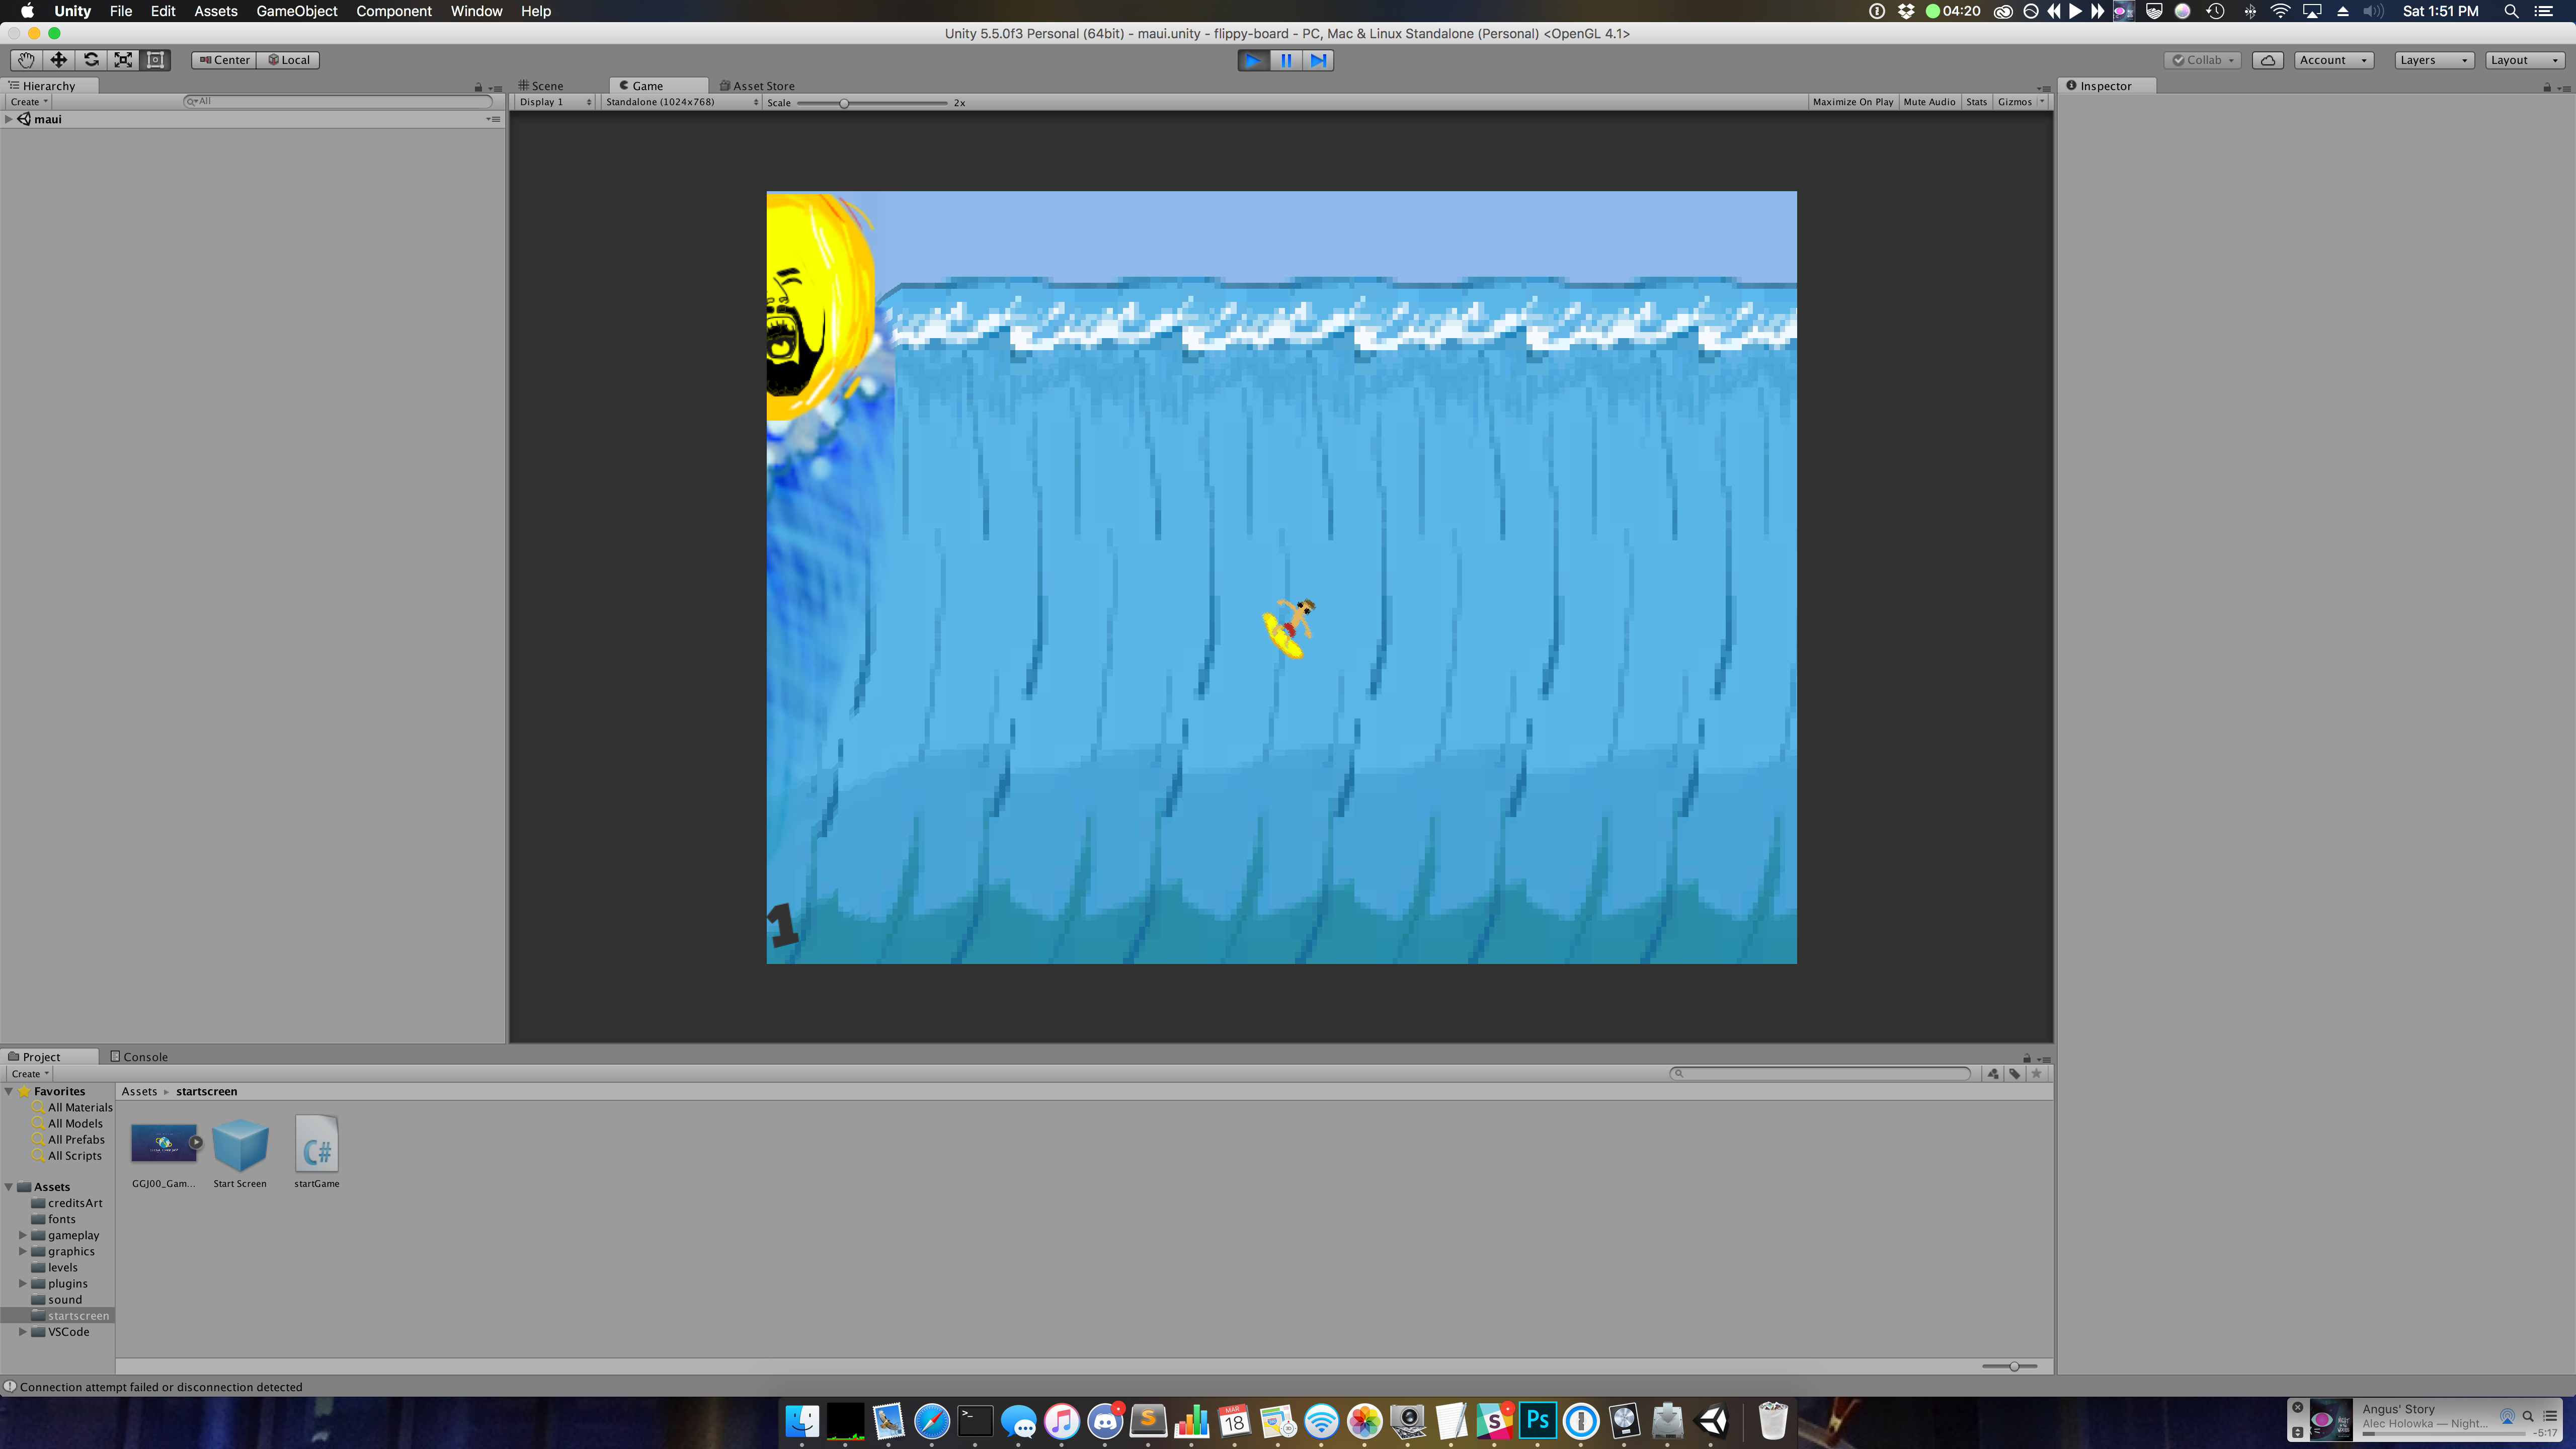 Unity File Edit Assets GameObject Component Window Help 04:20 Sat 1:51 PM
Unity 5.5.0f3 Personal (64bit) - maui.unity - flippy-board - PC, Mac & Linux Standalone (Personal) <OpenGL 4.1>
Center Local Collab Account Layers Layout
Hierarchy
Create All
maui
Scene Game Asset Store
Display 1 Standalone (1024x768) Scale 2x Maximize On Play Mute Audio Stats Gizmos
Inspector
1
Project Console
Create
Favorites
All Materials
All Models
All Prefabs
All Scripts
Assets
creditsArt
fonts
gameplay
graphics
levels
plugins
sound
startscreen
VSCode
Assets startscreen
C#
GGJ00_Gam... Start Screen startGame
Connection attempt failed or disconnection detected
MAR
18
S
Ps
Angus' Story
Alec Holowka — Night...
-5:17